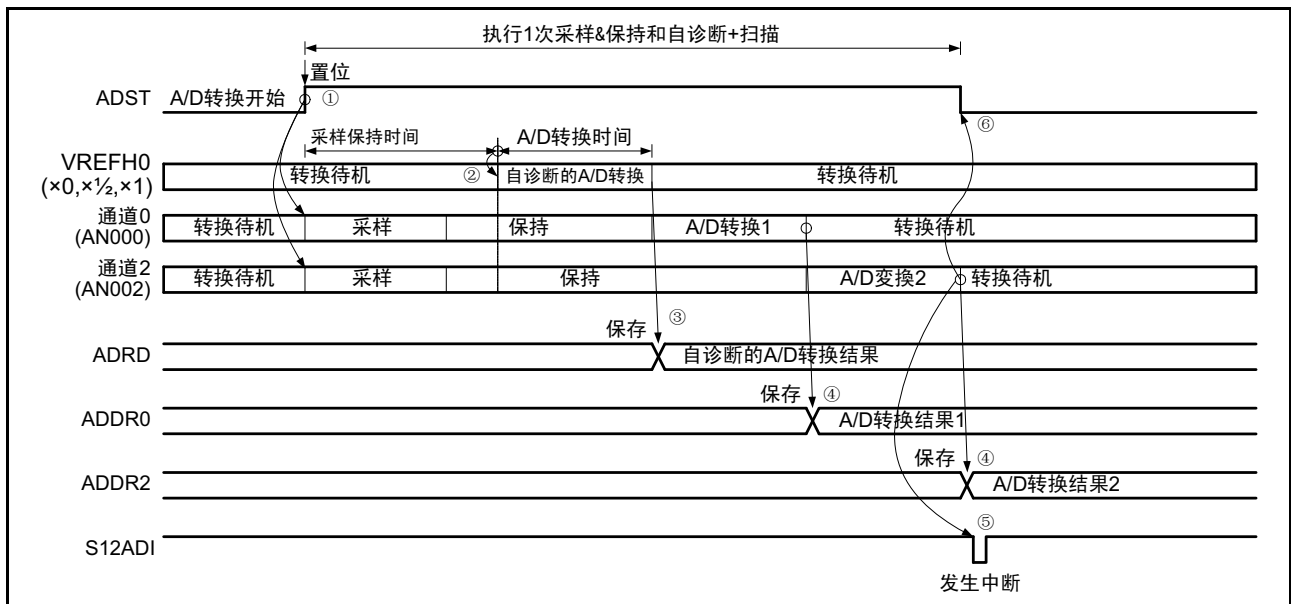 执行1次采样&保持和自诊断+扫描
置位
ADST A/D转换开始 ① ⑥
采样保持时间 A/D转换时间
VREFH0
(×0,×½,×1)
转换待机 ② 自诊断的A/D转换 转换待机
通道0
(AN000)
转换待机 采样 保持 A/D转换1 转换待机
通道2
(AN002)
转换待机 采样 保持 A/D变换2 转换待机
保存 ③
ADRD 自诊断的A/D转换结果
保存 ④
ADDR0 A/D转换结果1
保存 ④
ADDR2 A/D转换结果2
⑤
S12ADI
发生中断